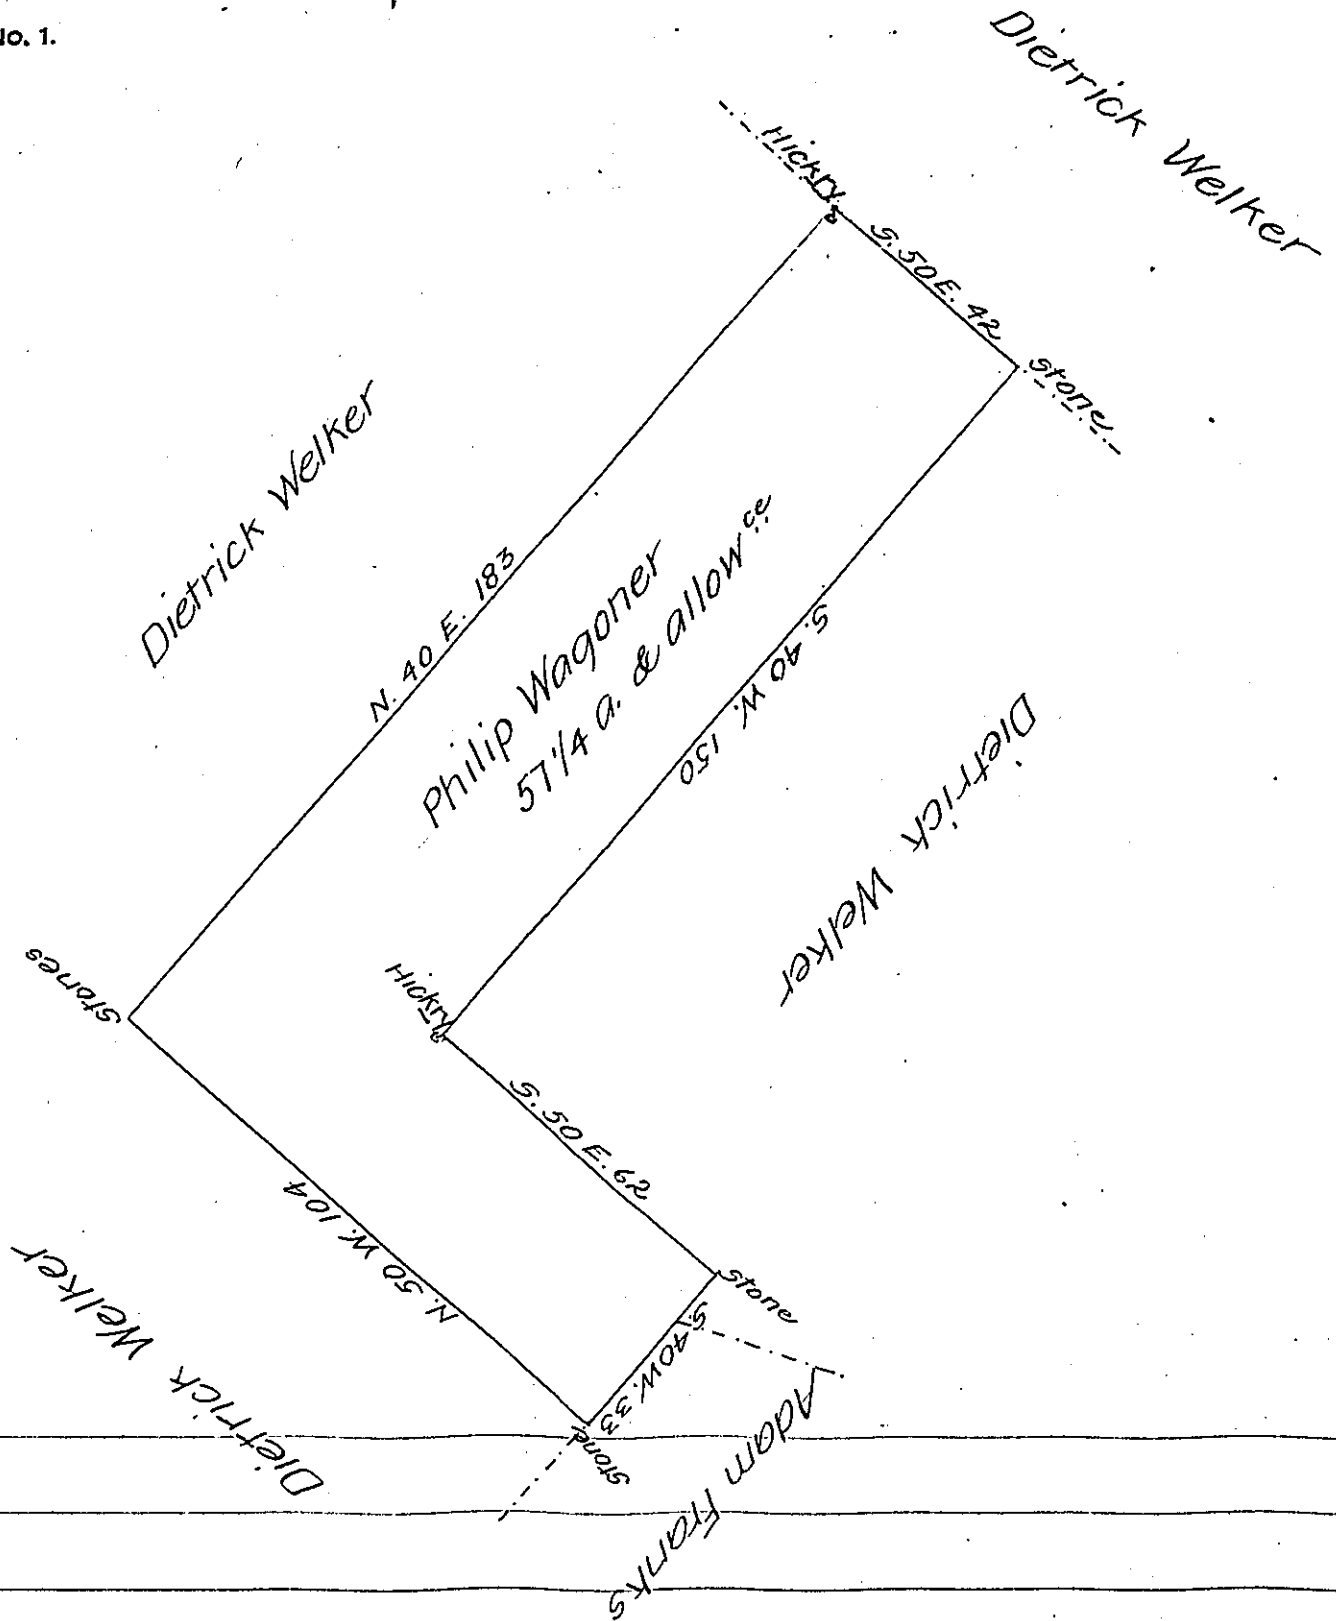 No. 1.
Dietrick Welker
Hickry
S. 50 E. 42
stone
Dietrick Welker
N. 40 E. 183
Philip Wagoner
57 1/4 a. & allow ce
S. 40 W. 150
Dietrick Welker
Stones
Hickry
S. 50 E. 62
N. 50 W. 104
stone
S. 40 W. 33
Dietrick Welker
stone
Adam Franks